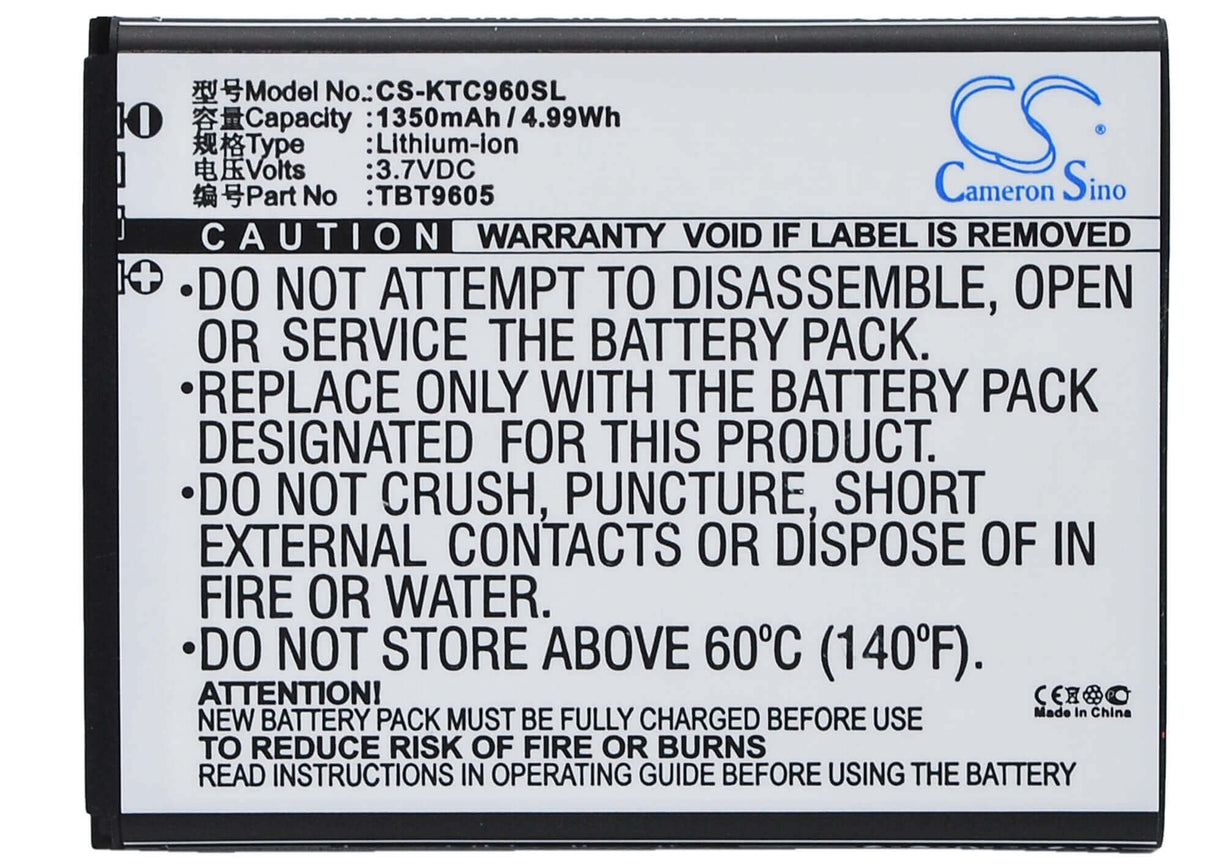 型号Model No.:CS-KTC960SL
容量Capacity :1350mAh / 4.99Wh
规格Type :Lithium-ion
电压Volts :3.7VDC
编号Part No :TBT9605
CS ®
Cameron Sino
CAUTION WARRANTY VOID IF LABEL IS REMOVED
•DO NOT ATTEMPT TO DISASSEMBLE, OPEN
OR SERVICE THE BATTERY PACK.
•REPLACE ONLY WITH THE BATTERY PACK
DESIGNATED FOR THIS PRODUCT.
•DO NOT CRUSH, PUNCTURE, SHORT
EXTERNAL CONTACTS OR DISPOSE OF IN
FIRE OR WATER.
•DO NOT STORE ABOVE 60ºC (140ºF).
ATTENTION!
NEW BATTERY PACK MUST BE FULLY CHARGED BEFORE USE
TO REDUCE RISK OF FIRE OR BURNS
READ INSTRUCTIONS IN OPERATING GUIDE BEFORE USING THE BATTERY
CE
Made in China